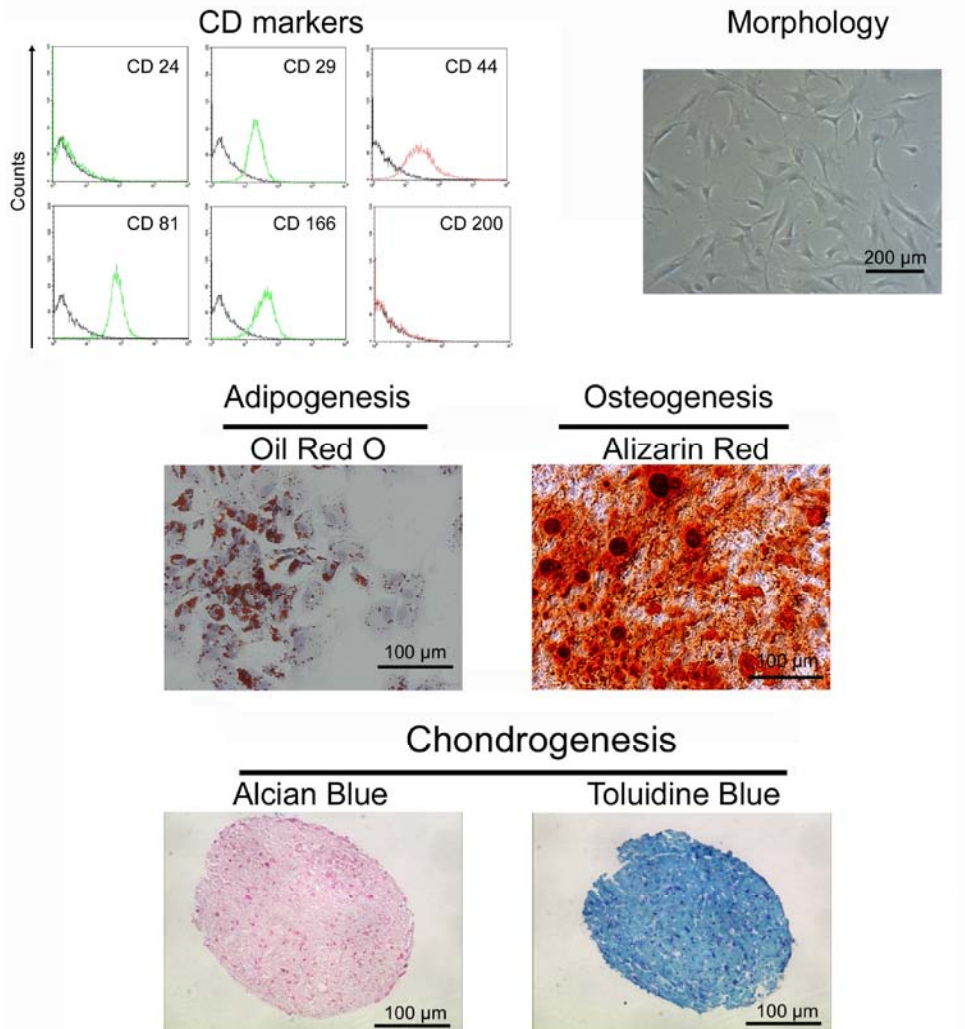 CD markers
Morphology
CD 24
CD 29
CD 44
Counts
CD 81
CD 166
CD 200
200 µm
Adipogenesis
Osteogenesis
Oil Red O
Alizarin Red
100 µm
100 µm
Chondrogenesis
Alcian Blue
Toluidine Blue
100 µm
100 µm